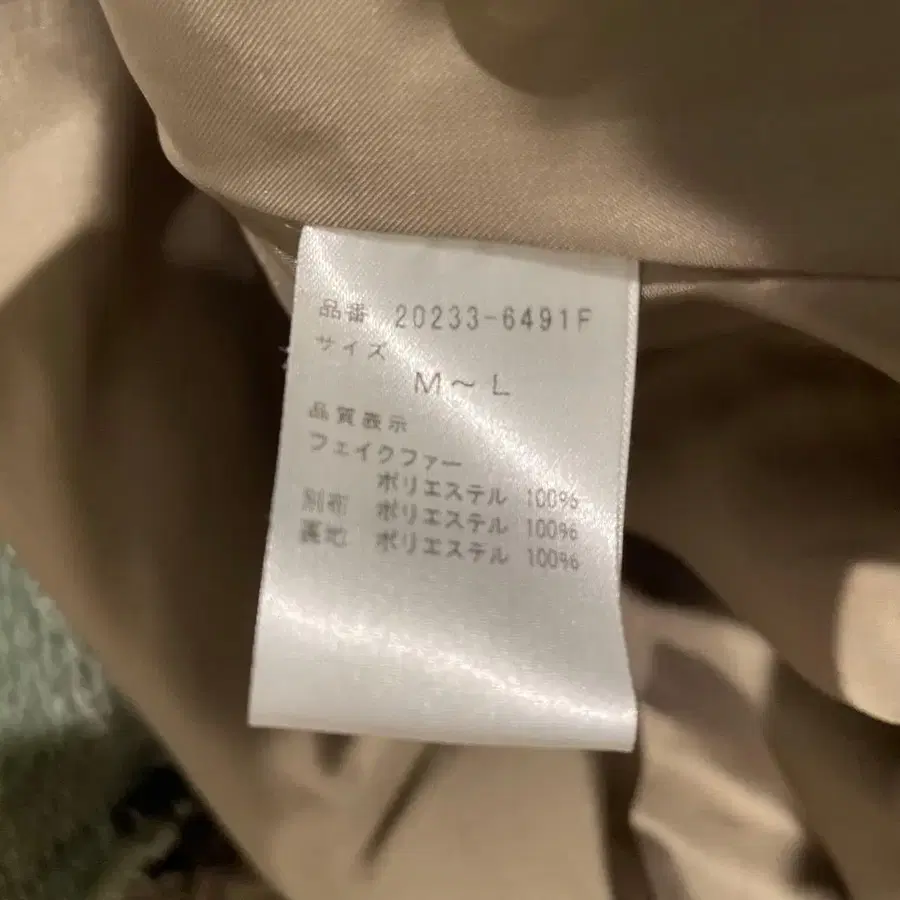 品番 20233-6491F
サイズ
M～L
品質表示
フェイクファー
ポリエステル 100%
別布 ポリエステル 100%
裏地 ポリエステル 100%